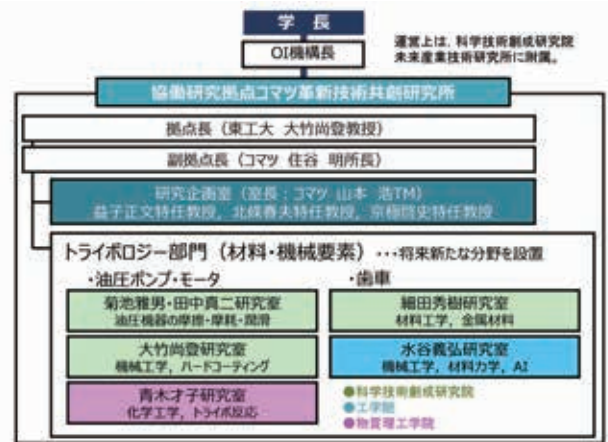 学 長
OI機構長
運営上は、科学技術創成研究院
未来産業技術研究所に附属。
協働研究拠点コマツ革新技術共創研究所
拠点長（東工大 大竹尚登教授）
副拠点長（コマツ 住谷 明所長）
研究企画室（室長：コマツ 山本 浩TM）
益子正文特任教授，北條春夫特任教授，京極啓史特任教授
トライボロジー部門（材料・機械要素）・・・将来新たな分野を設置
・油圧ポンプ・モータ
・歯車
菊池雅男・田中真二研究室
油圧機器の摩擦・摩耗・潤滑
細田秀樹研究室
材料工学，金属材料
大竹尚登研究室
機械工学，ハードコーティング
水谷義弘研究室
機械工学，材料力学，AI
青木才子研究室
化学工学，トライボ反応
●科学技術創成研究院
●工学院
●物質理工学院